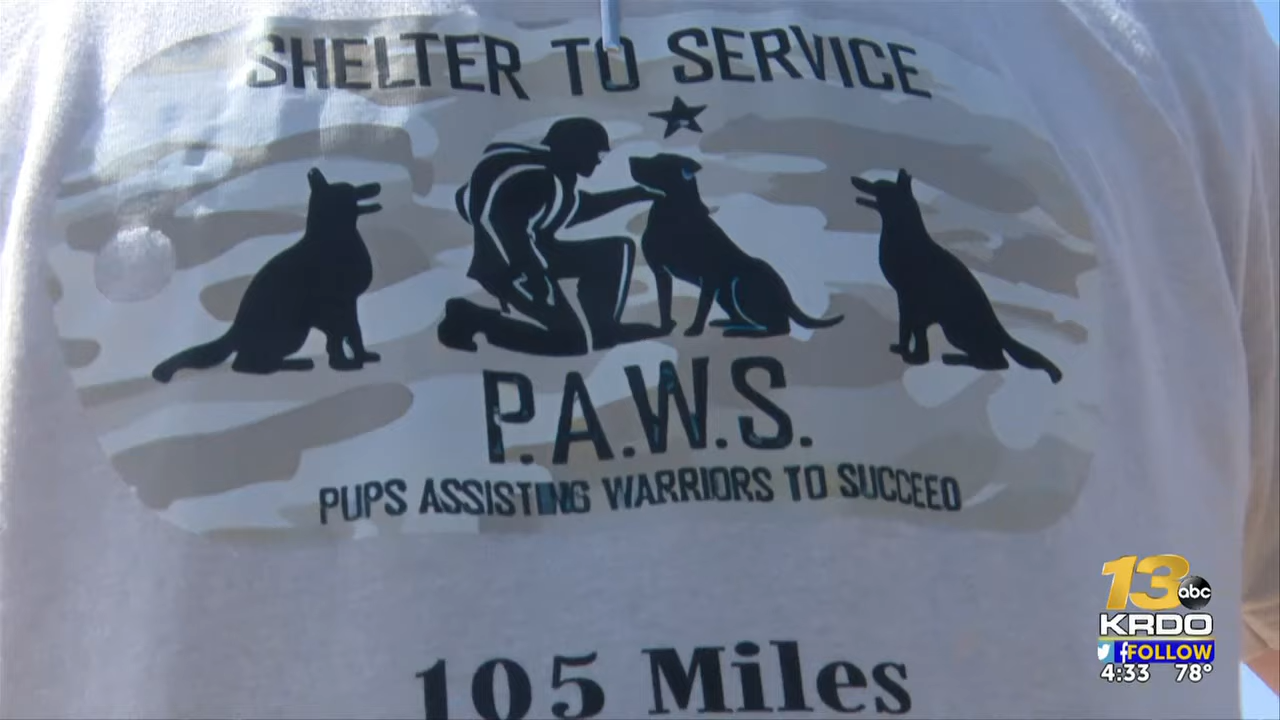 SHELTER TO SERVICE
P.A.W.S.
PUPS ASSISTING WARRIORS TO SUCCEED
105 Miles
13 abc
KRDO
FOLLOW
4:33 78°